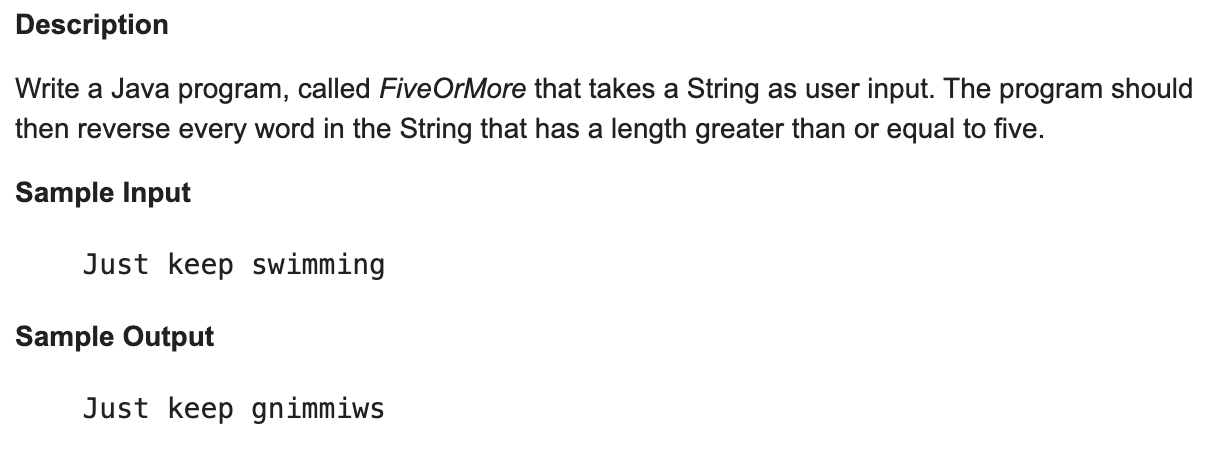 Description
Write a Java program, called FiveOrMore that takes a String as user input. The program should
then reverse every word in the String that has a length greater than or equal to five.
Sample Input
Just keep swimming
Sample Output
Just keep gnimmiws